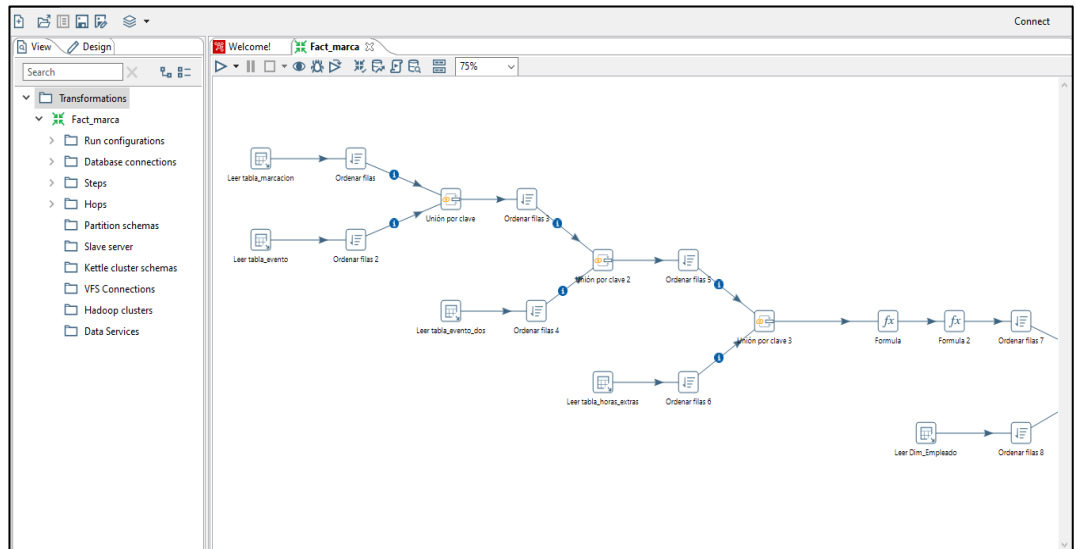 Connect
View
Design
Welcome!
Fact_marca
Search
75%
Transformations
Fact_marca
Run configurations
Database connections
Steps
Hops
Partition schemas
Slave server
Kettle cluster schemas
VFS Connections
Hadoop clusters
Data Services
Leer tabla_marcacion
Ordenar filas
Unión por clave
Ordenar filas 3
Leer tabla_evento
Ordenar filas 2
Unión por clave 2
Ordenar filas 5
Leer tabla_evento_dos
Ordenar filas 4
Unión por clave 3
Formula
Formula 2
Ordenar filas 7
Leer tabla_horas_extras
Ordenar filas 6
Leer Dim_Empleado
Ordenar filas 8